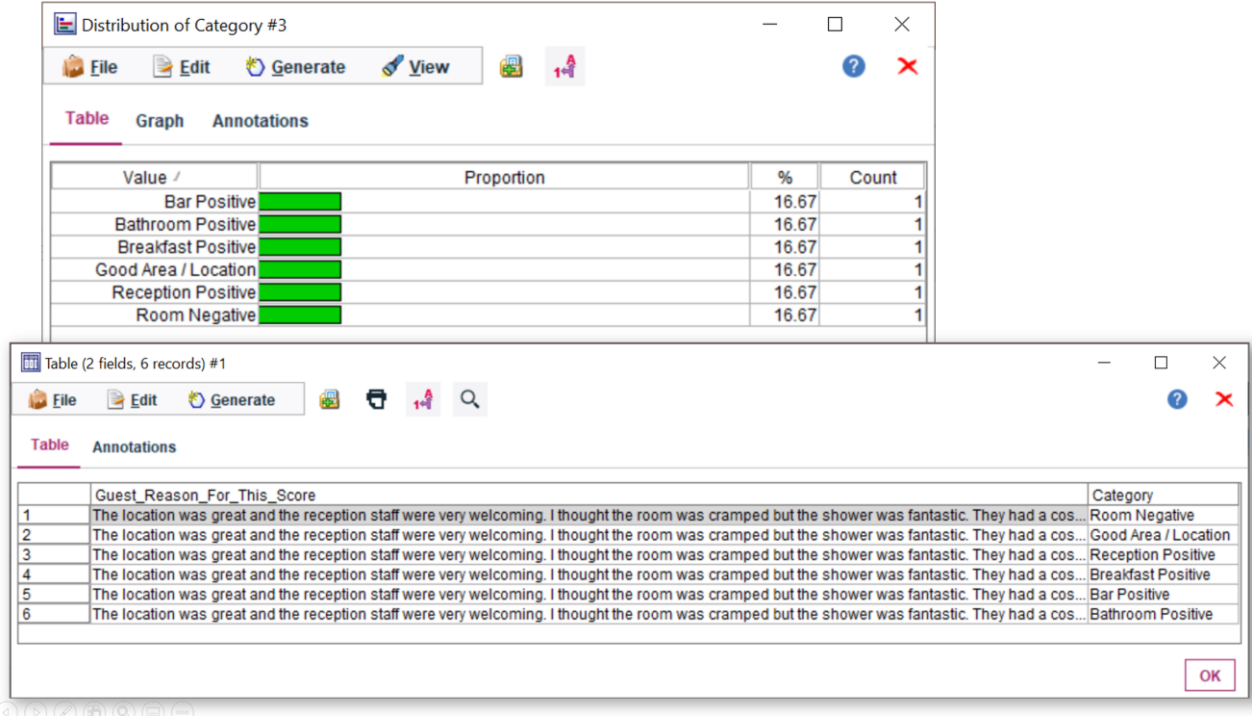 Distribution of Category #3
File Edit Generate View
Table Graph Annotations
Value Proportion % Count
Bar Positive 16.67 1
Bathroom Positive 16.67 1
Breakfast Positive 16.67 1
Good Area / Location 16.67 1
Reception Positive 16.67 1
Room Negative 16.67 1
Table (2 fields, 6 records) #1
File Edit Generate
Table Annotations
Guest_Reason_For_This_Score Category
1 The location was great and the reception staff were very welcoming. I thought the room was cramped but the shower was fantastic. They had a cos... Room Negative
2 The location was great and the reception staff were very welcoming. I thought the room was cramped but the shower was fantastic. They had a cos... Good Area / Location
3 The location was great and the reception staff were very welcoming. I thought the room was cramped but the shower was fantastic. They had a cos... Reception Positive
4 The location was great and the reception staff were very welcoming. I thought the room was cramped but the shower was fantastic. They had a cos... Breakfast Positive
5 The location was great and the reception staff were very welcoming. I thought the room was cramped but the shower was fantastic. They had a cos... Bar Positive
6 The location was great and the reception staff were very welcoming. I thought the room was cramped but the shower was fantastic. They had a cos... Bathroom Positive
OK